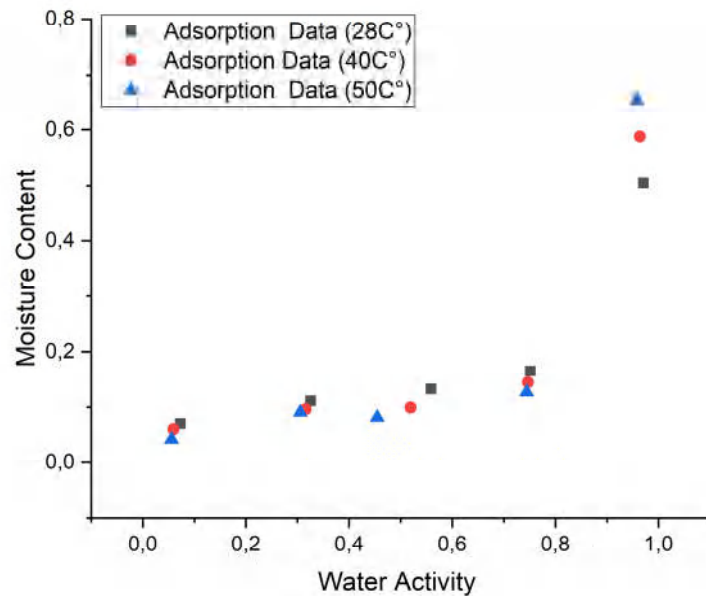 0,8
Adsorption Data (28C°)
Adsorption Data (40C°)
Adsorption Data (50C°)
0,6
0,4
0,2
0,0
Moisture Content
0,0 0,2 0,4 0,6 0,8 1,0
Water Activity